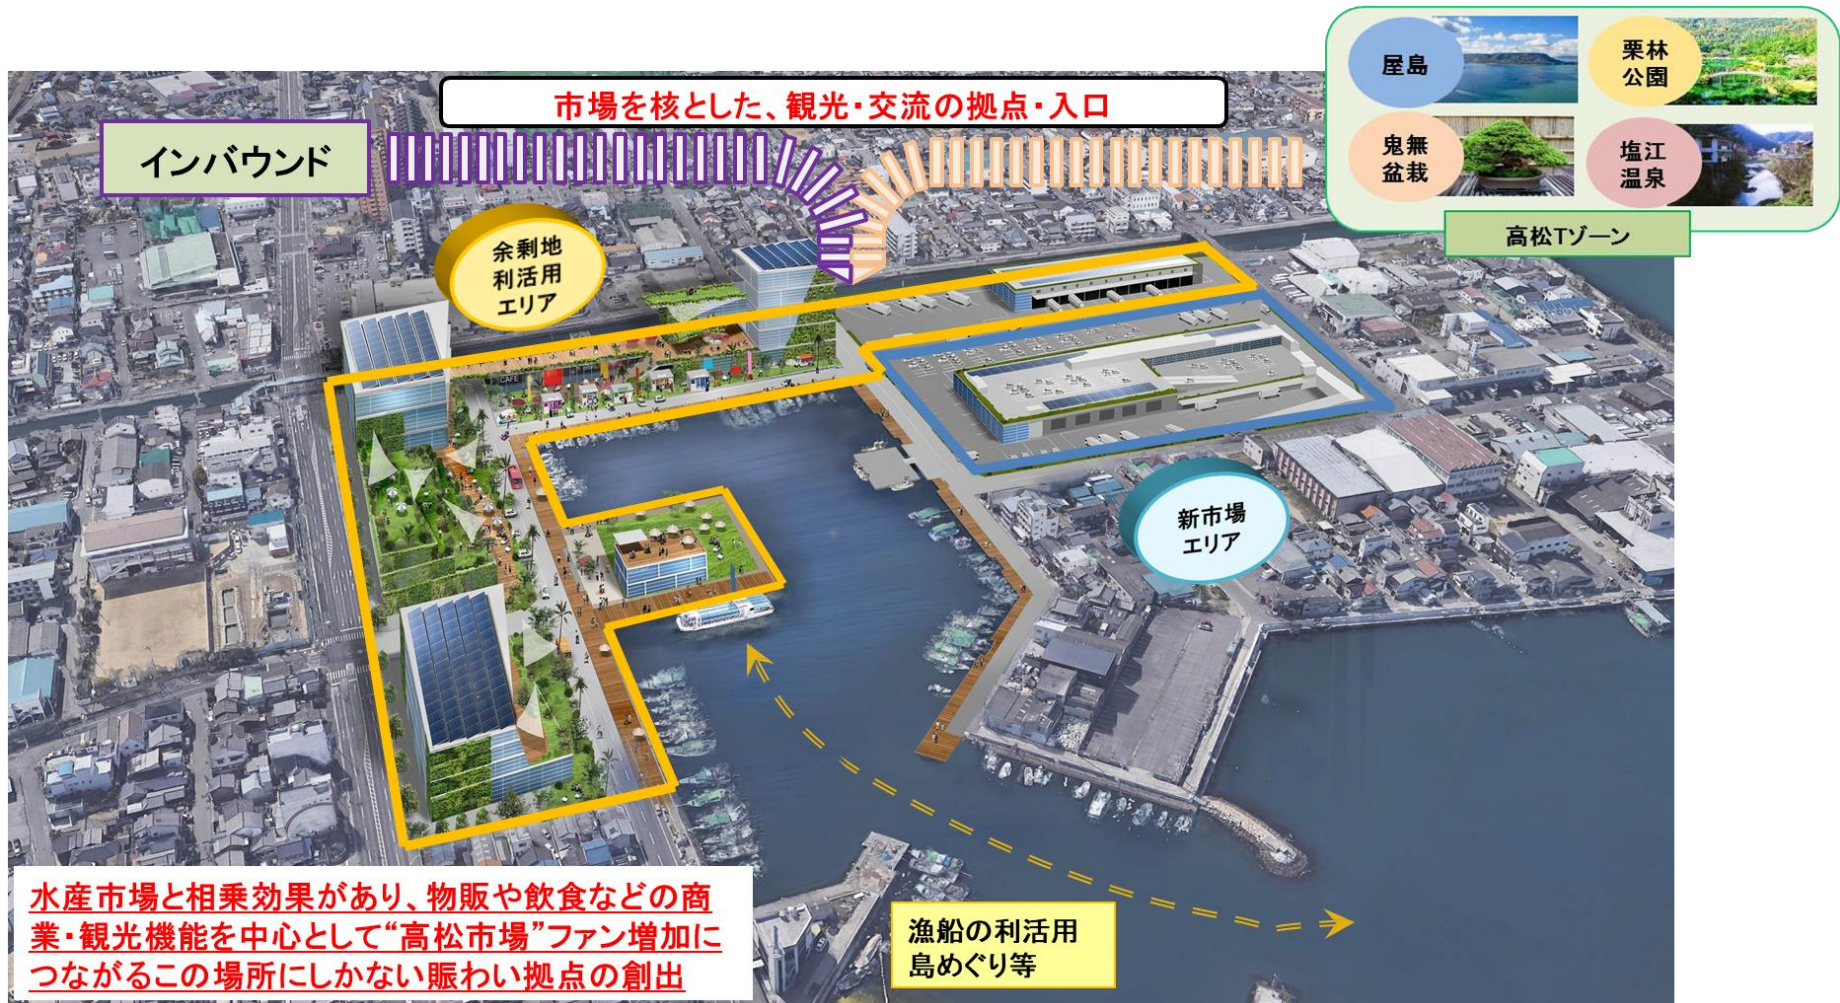 市場を核とした、観光・交流の拠点・入口
インバウンド
屋島
栗林
公園
鬼無
盆栽
塩江
温泉
高松Tゾーン
余剰地
利活用
エリア
CAFE
新市場
エリア
水産市場と相乗効果があり、物販や飲食などの商
業・観光機能を中心として“高松市場”ファン増加に
つながるこの場所にしかない賑わい拠点の創出
漁船の利活用
島めぐり等